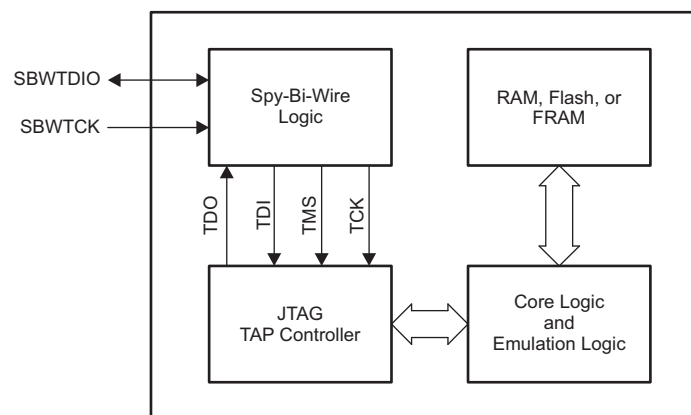 SBWTDIO
SBWTCK
Spy-Bi-Wire
Logic
RAM, Flash, or
FRAM
TDO
TDI
TMS
TCK
JTAG
TAP Controller
Core Logic
and
Emulation Logic